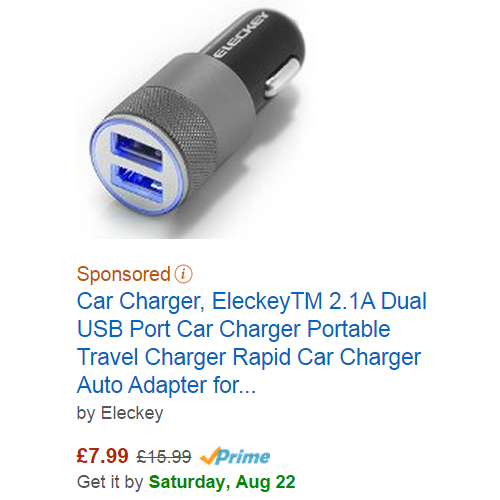 ELECKEY
Sponsored i
Car Charger, EleckeyTM 2.1A Dual
USB Port Car Charger Portable
Travel Charger Rapid Car Charger
Auto Adapter for...
by Eleckey
£7.99 £15.99 Prime
Get it by Saturday, Aug 22